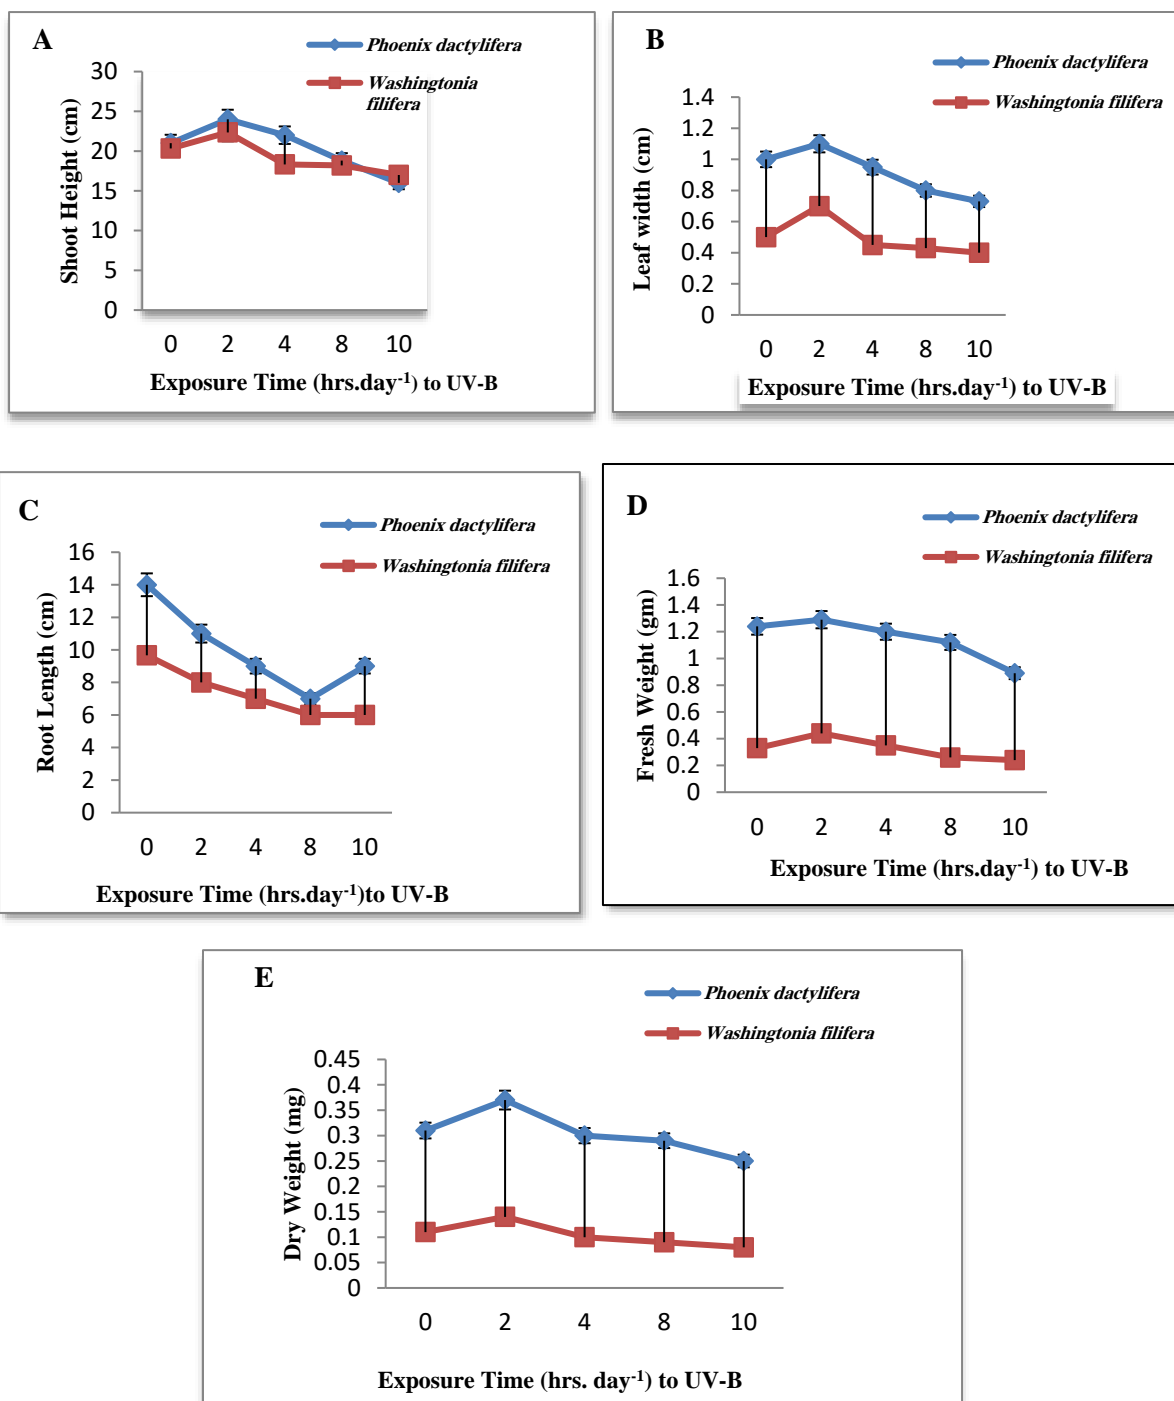 A
Phoenix dactylifera
Washingtonia
filifera
Shoot Height (cm)
30
25
20
15
10
5
0
0 2 4 8 10
Exposure Time (hrs.day-1) to UV-B
B
Phoenix dactylifera
Washingtonia filifera
Leaf width (cm)
1.4
1.2
1
0.8
0.6
0.4
0.2
0
0 2 4 8 10
Exposure Time (hrs.day-1) to UV-B
C
Phoenix dactylifera
Washingtonia filifera
Root Length (cm)
16
14
12
10
8
6
4
2
0
0 2 4 8 10
Exposure Time (hrs.day-1)to UV-B
D
Phoenix dactylifera
Washingtonia filifera
Fresh Weight (gm)
1.6
1.4
1.2
1
0.8
0.6
0.4
0.2
0
0 2 4 8 10
Exposure Time (hrs.day-1) to UV-B
E
Phoenix dactylifera
Washingtonia filifera
Dry Weight (mg)
0.45
0.4
0.35
0.3
0.25
0.2
0.15
0.1
0.05
0
0 2 4 8 10
Exposure Time (hrs. day-1) to UV-B